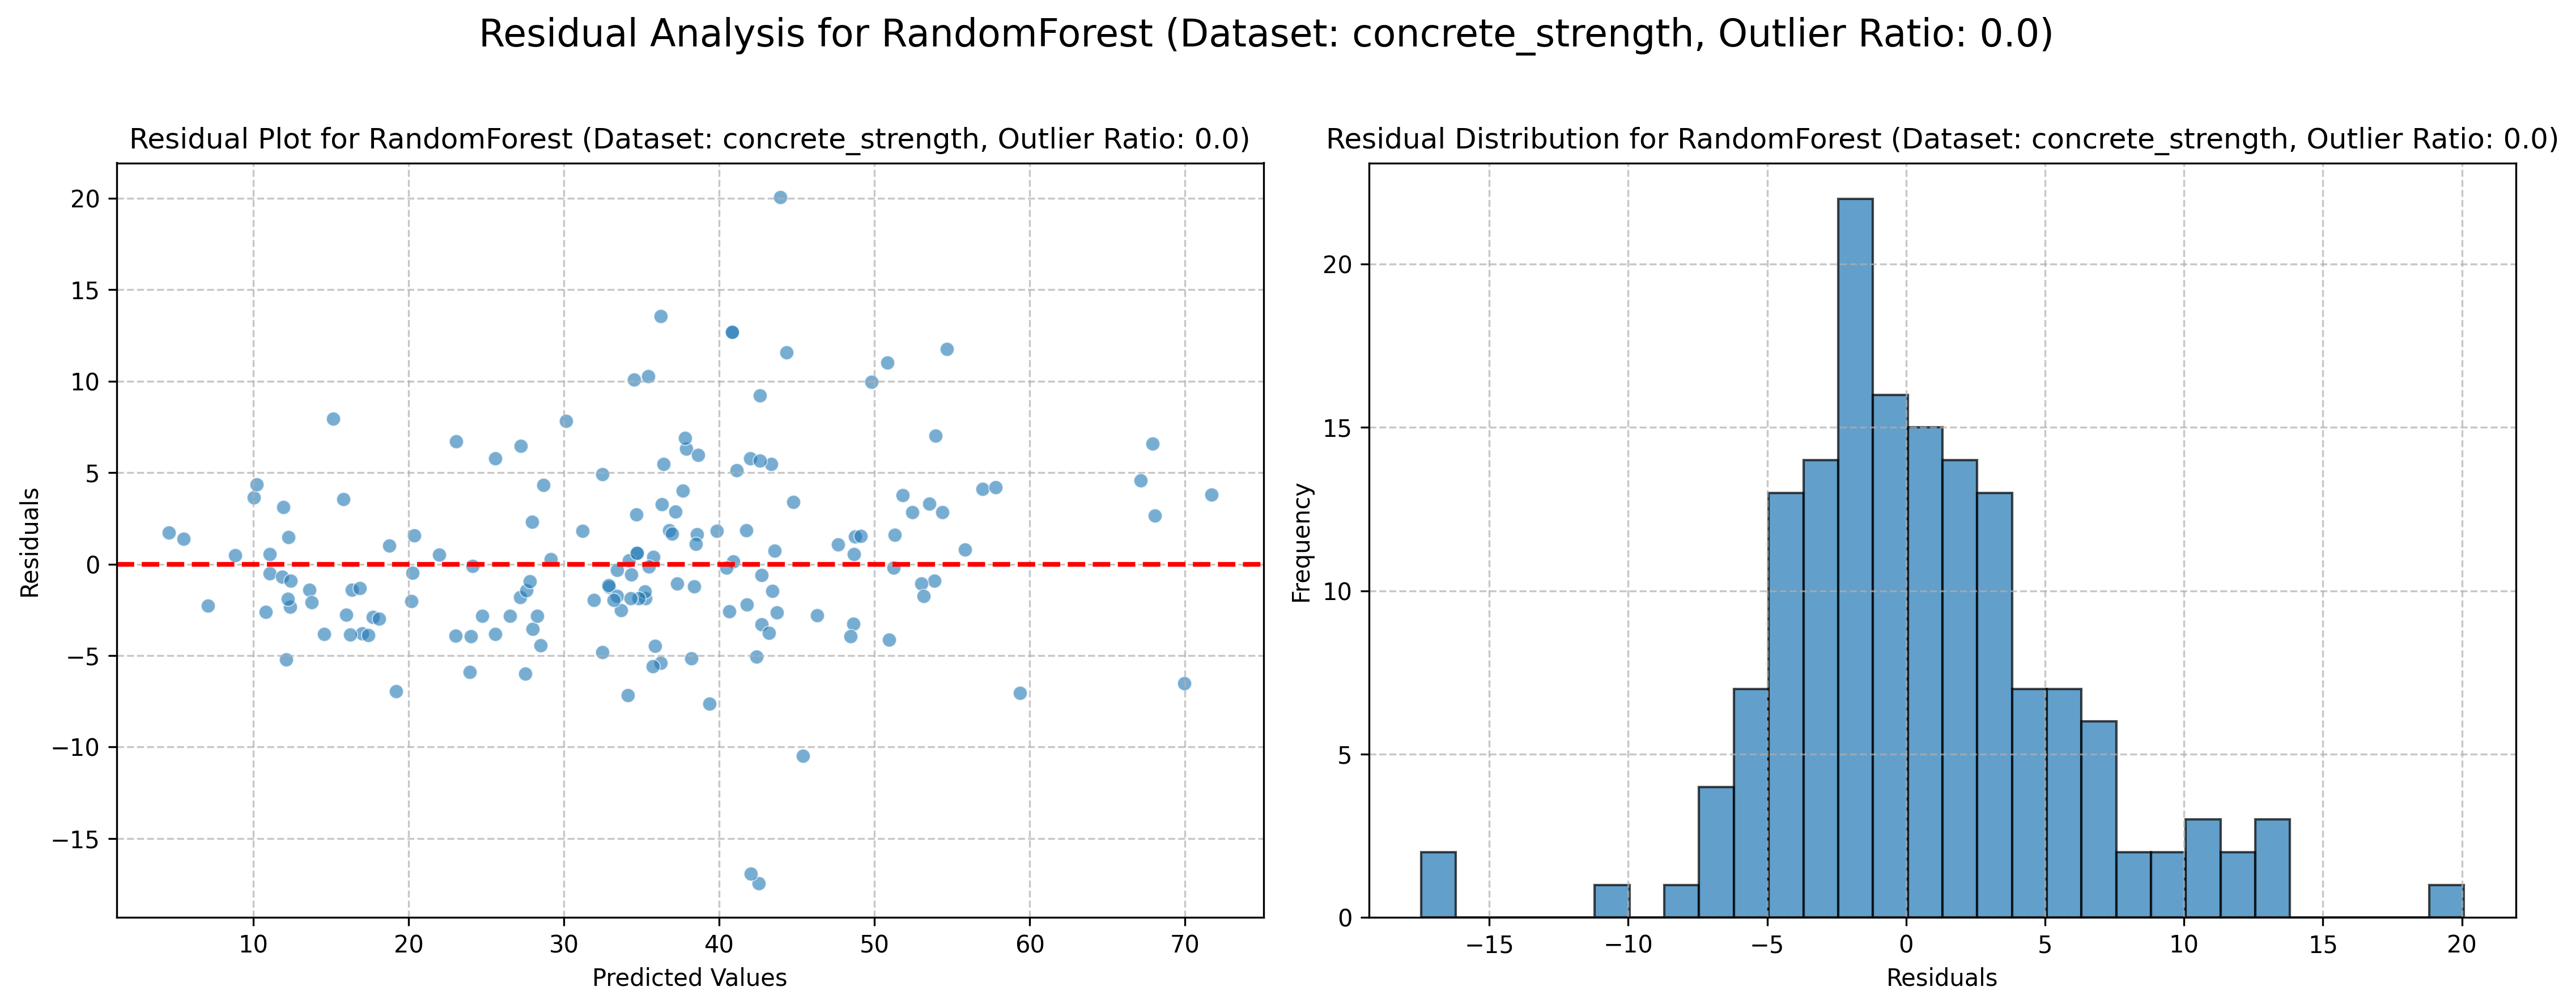 Residual Analysis for RandomForest (Dataset: concrete_strength, Outlier Ratio: 0.0)
Residual Plot for RandomForest (Dataset: concrete_strength, Outlier Ratio: 0.0)
Residuals
20
15
10
5
0
−5
−10
−15
10 20 30 40 50 60 70
Predicted Values
Residual Distribution for RandomForest (Dataset: concrete_strength, Outlier Ratio: 0.0)
Frequency
20
15
10
5
0
−15 −10 −5 0 5 10 15 20
Residuals